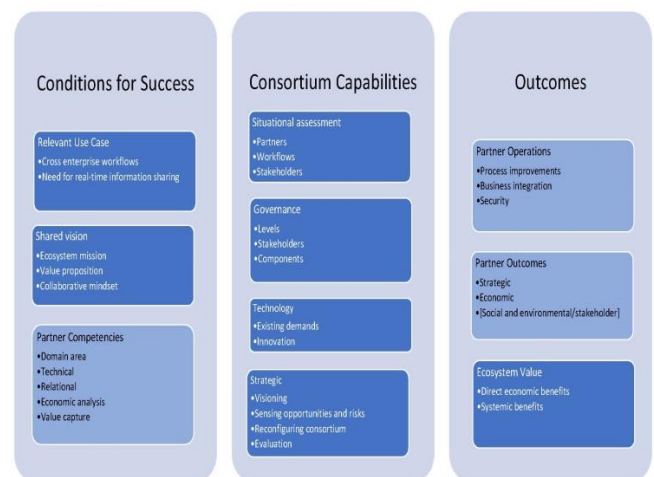 Conditions for Success
Relevant Use Case
•Cross enterprise workflows
•Need for real-time information sharing
Shared vision
•Ecosystem mission
•Value proposition
•Collaborative mindset
Partner Competencies
•Domain area
•Technical
•Relational
•Economic analysis
•Value capture
Consortium Capabilities
Situational assessment
•Partners
•Workflows
•Stakeholders
Governance
•Levels
•Stakeholders
•Components
Technology
•Existing demands
•Innovation
Strategic
•Visioning
•Sensing opportunities and risks
•Reconfiguring consortium
•Evaluation
Outcomes
Partner Operations
•Process improvements
•Business integration
•Security
Partner Outcomes
•Strategic
•Economic
•[Social and environmental/stakeholder]
Ecosystem Value
•Direct economic benefits
•Systemic benefits